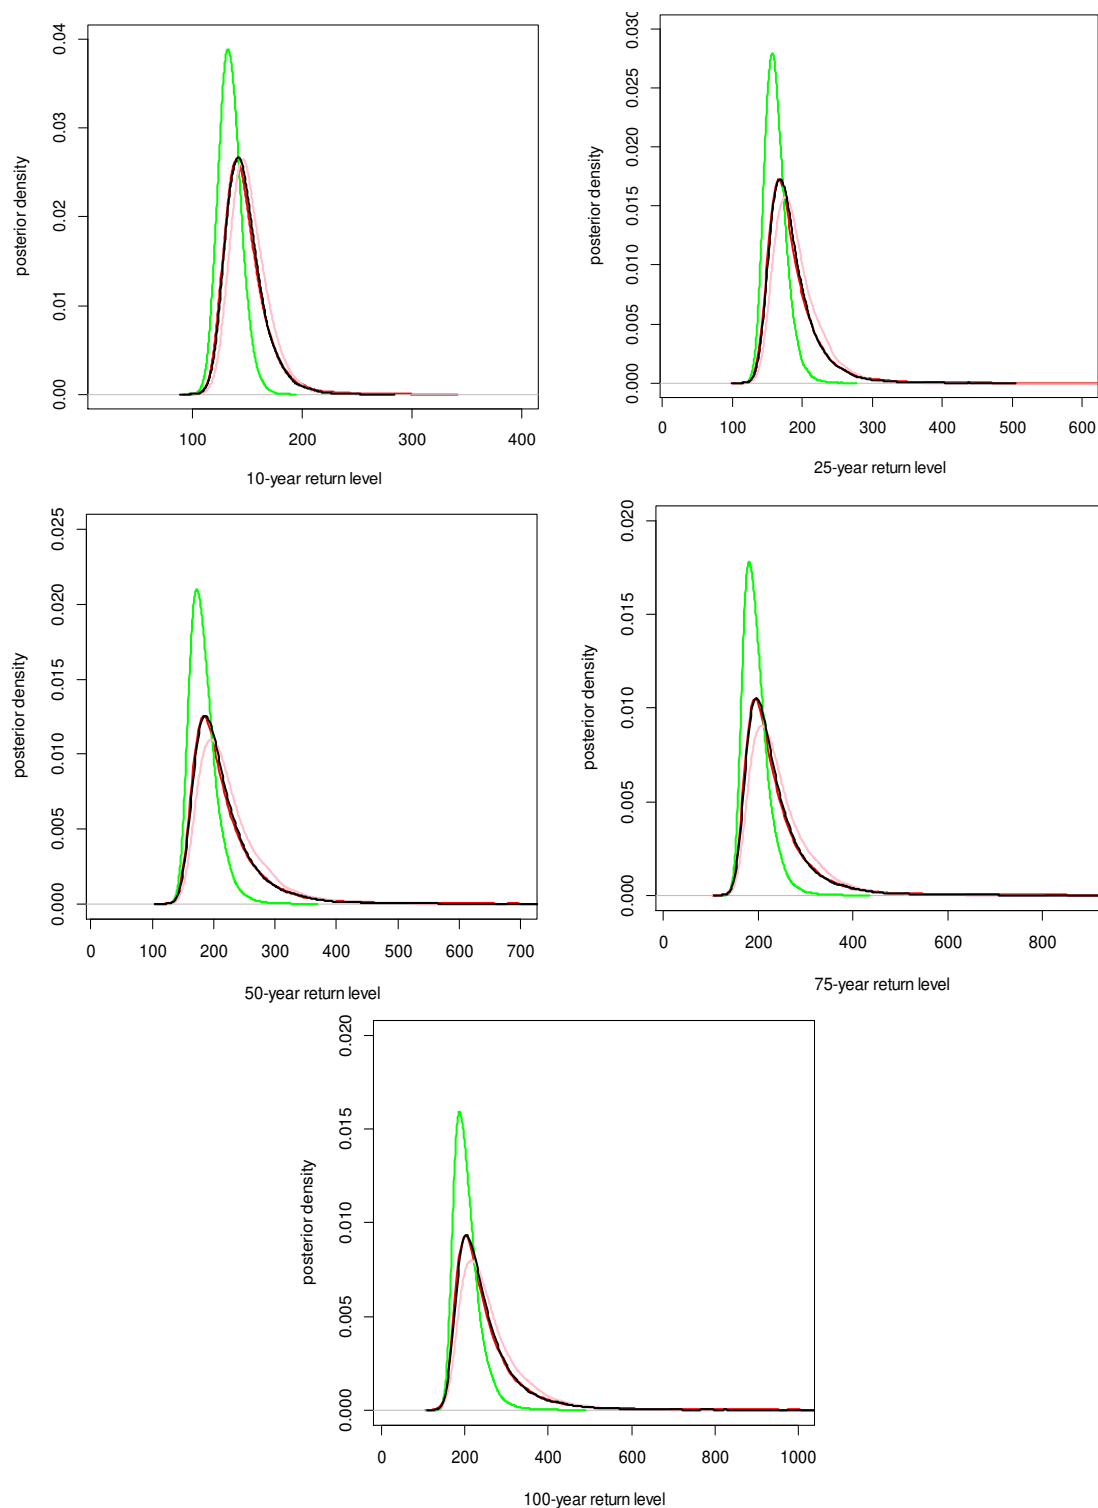 posterior density
0.00 0.01 0.02 0.03 0.04
100 200 300 400
10-year return level
posterior density
0.000 0.005 0.010 0.015 0.020 0.025 0.030
0 100 200 300 400 500 600
25-year return level
posterior density
0.000 0.005 0.010 0.015 0.020 0.025
0 100 200 300 400 500 600 700
50-year return level
posterior density
0.000 0.005 0.010 0.015 0.020
0 200 400 600 800
75-year return level
posterior density
0.000 0.005 0.010 0.015 0.020
0 200 400 600 800 1000
100-year return level